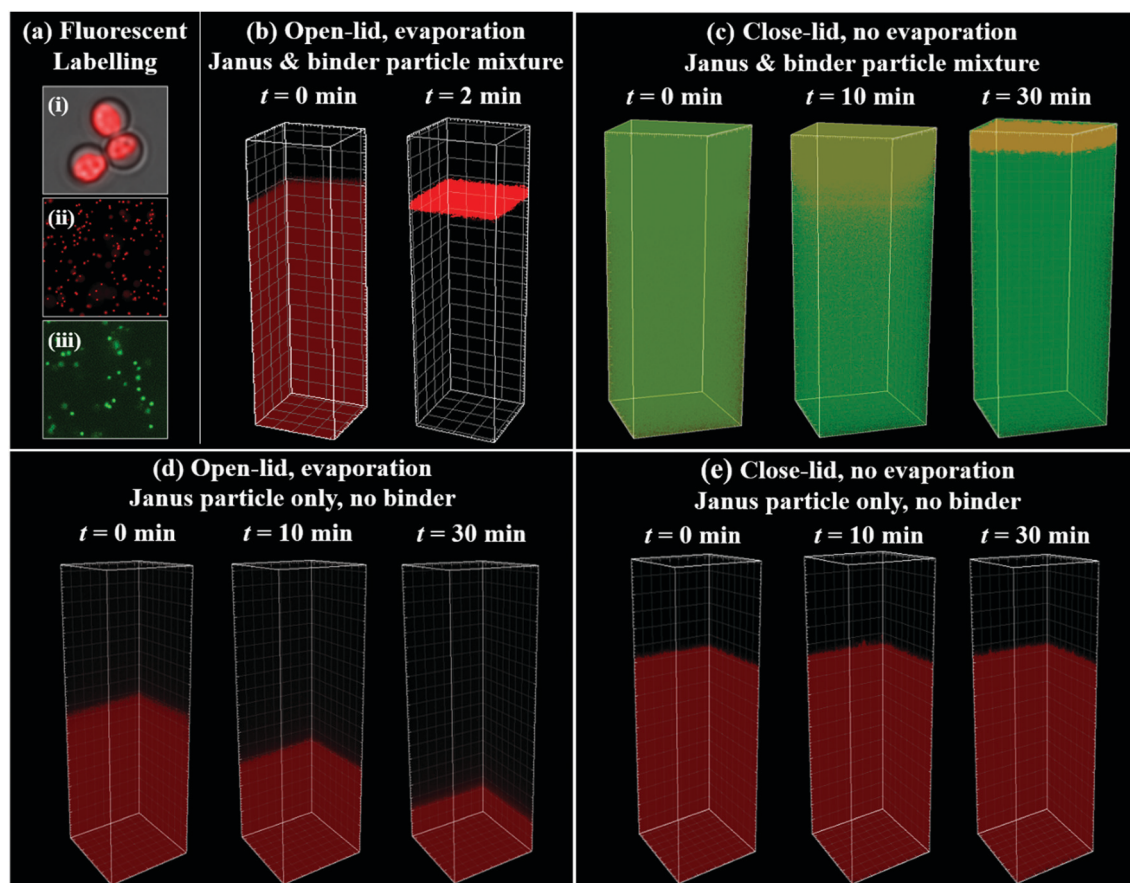 (a) Fluorescent
Labelling
(i)
(ii)
(iii)
(b) Open-lid, evaporation
Janus & binder particle mixture
t = 0 min t = 2 min
(c) Close-lid, no evaporation
Janus & binder particle mixture
t = 0 min t = 10 min t = 30 min
(d) Open-lid, evaporation
Janus particle only, no binder
t = 0 min t = 10 min t = 30 min
(e) Close-lid, no evaporation
Janus particle only, no binder
t = 0 min t = 10 min t = 30 min